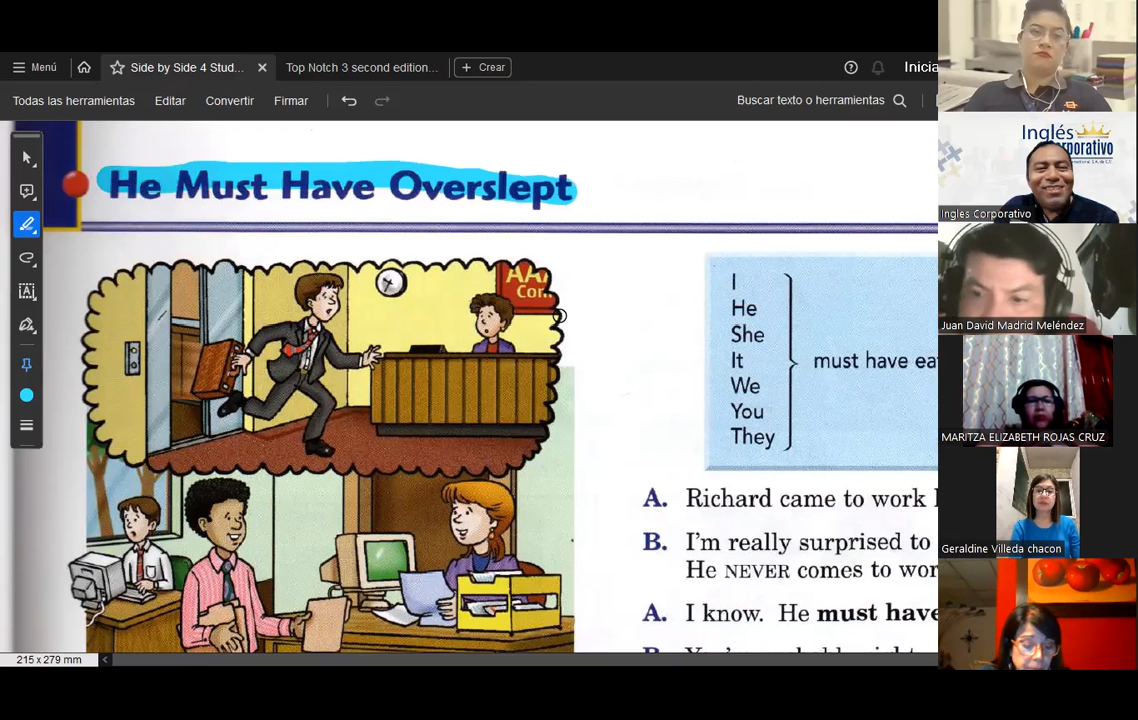 Menú
Side by Side 4 Stud...
Top Notch 3 second edition...
Crear
Inicia
Todas las herramientas
Editar
Convertir
Firmar
Buscar texto o herramientas
He Must Have Overslept
AA
Cor..
I
He
She
It
We
You
They
must have ea
A. Richard came to work
B. I'm really surprised to
He NEVER comes to wor
A. I know. He must have
215 x 279 mm
Inglés
Corporativo
Ingles Corporativo
Juan David Madrid Meléndez
MARITZA ELIZABETH ROJAS CRUZ
Geraldine Villeda chacon